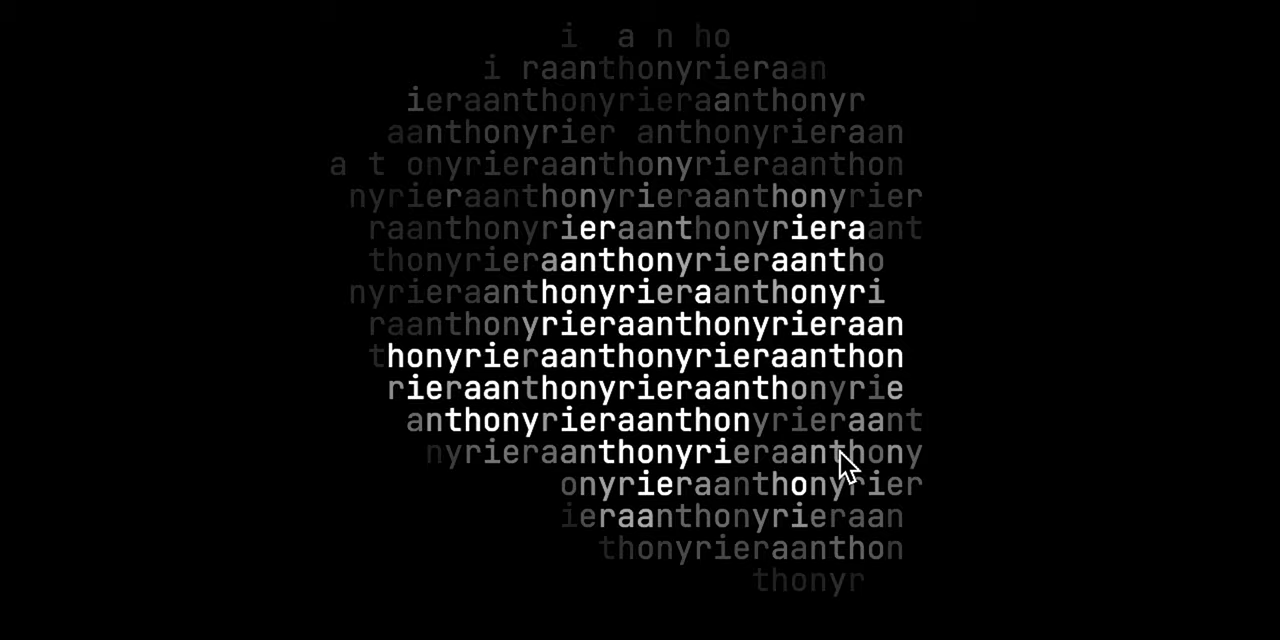 i  a n ho
i raanthonyrieraan
ieraanthonyrieraanthonyr
aanthonyrier anthonyrieraan
a t onyrieraanthonyrieraanthon
nyrieraanthonyrieraanthonyrier
raanthonyrieraanthonyrieraant
thonyrieraanthonyrieraantho
nyrieraanthonyrieraanthonyri
raanthonyrieraanthonyrieraan
thonyrieraanthonyrieraanthon
rieraanthonyrieraanthonyrie
anthonyrieraanthonyrieraant
nyrieraanthonyrieraanthony
onyrieraanthonyrier
ieraanthonyrieraan
thonyrieraanthon
thonyr